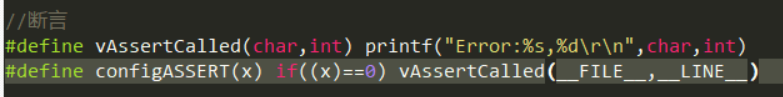 //断言
#define vAssertCalled(char,int) printf("Error:%s,%d\r\n",char,int)
#define configASSERT(x) if((x)==0) vAssertCalled(__FILE__,__LINE__)